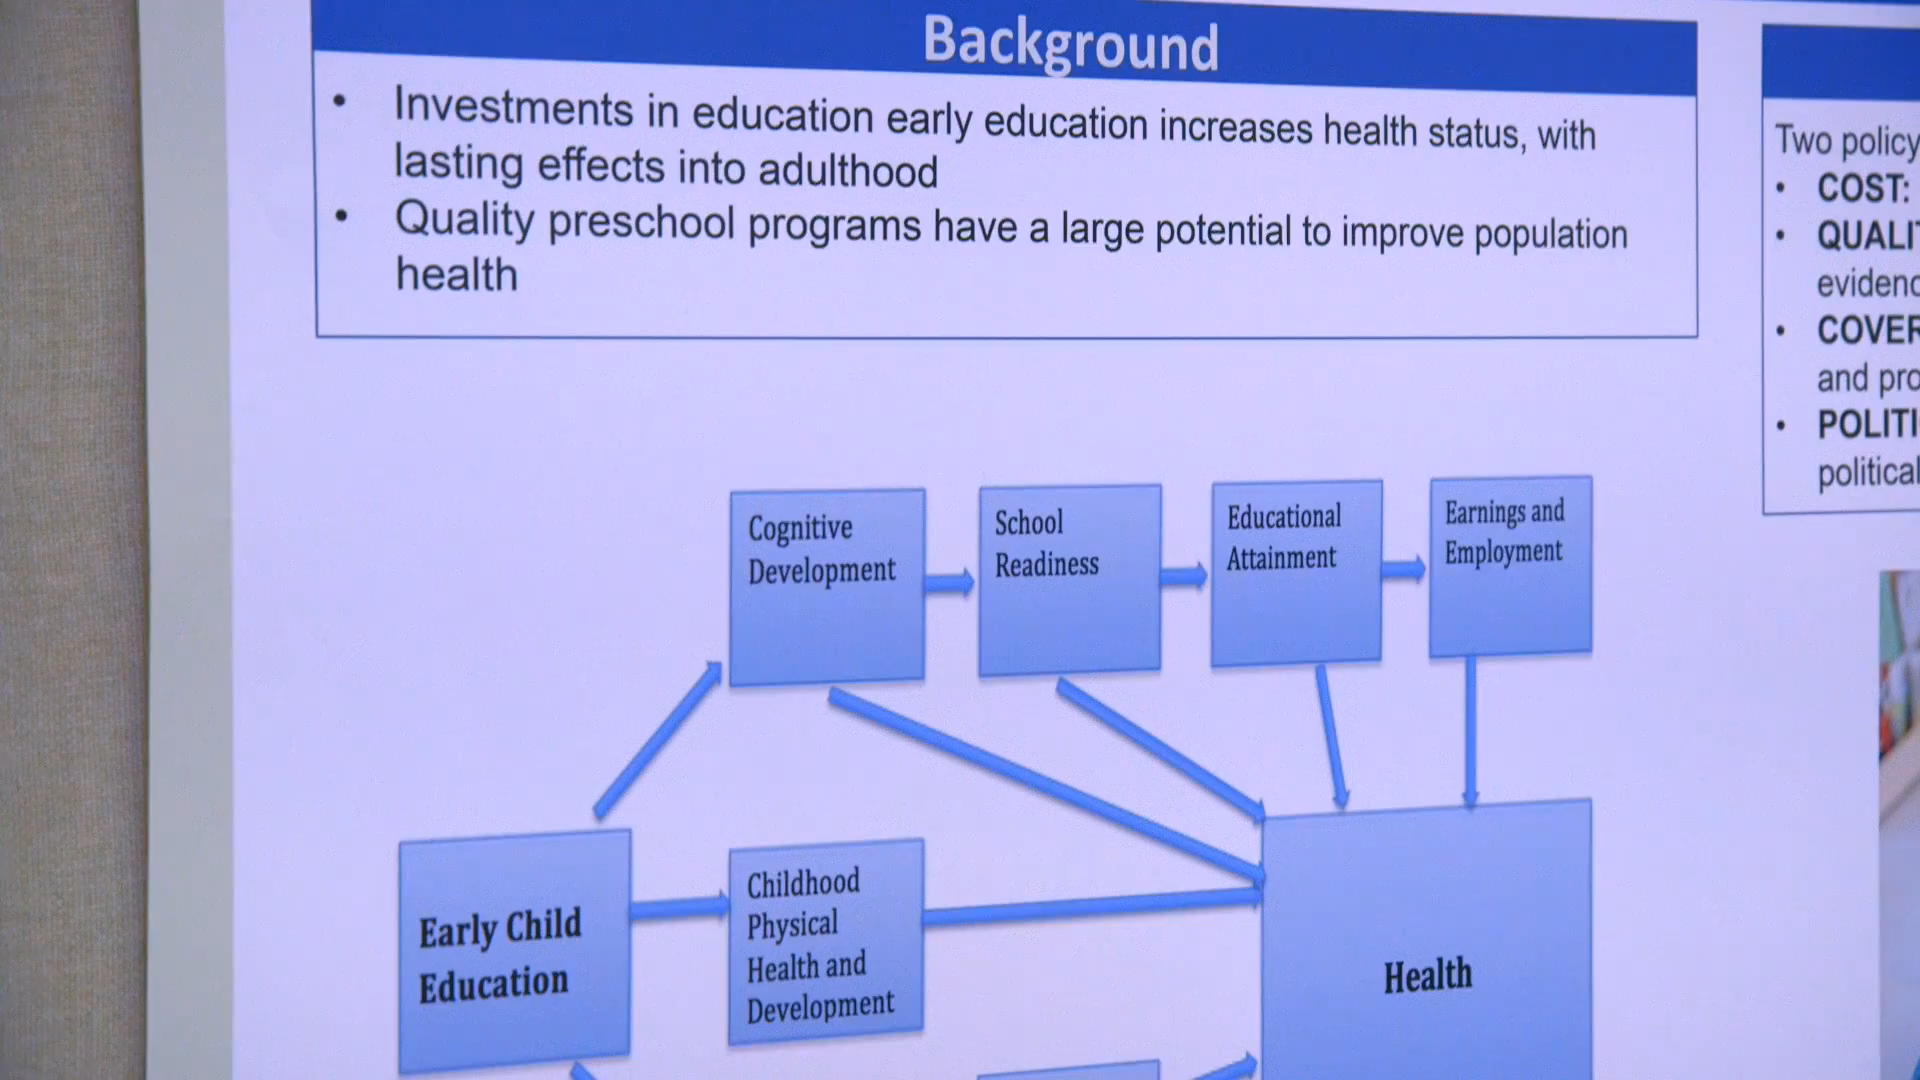 Background
• Investments in education early education increases health status, with
lasting effects into adulthood
• Quality preschool programs have a large potential to improve population
health
Two policy
• COST:
•
•
and
•
political
Cognitive
Development
School
Readiness
Educational
Attainment
Earnings and
Employment
Early Child
Education
Childhood
Physical
Health and
Development
Health